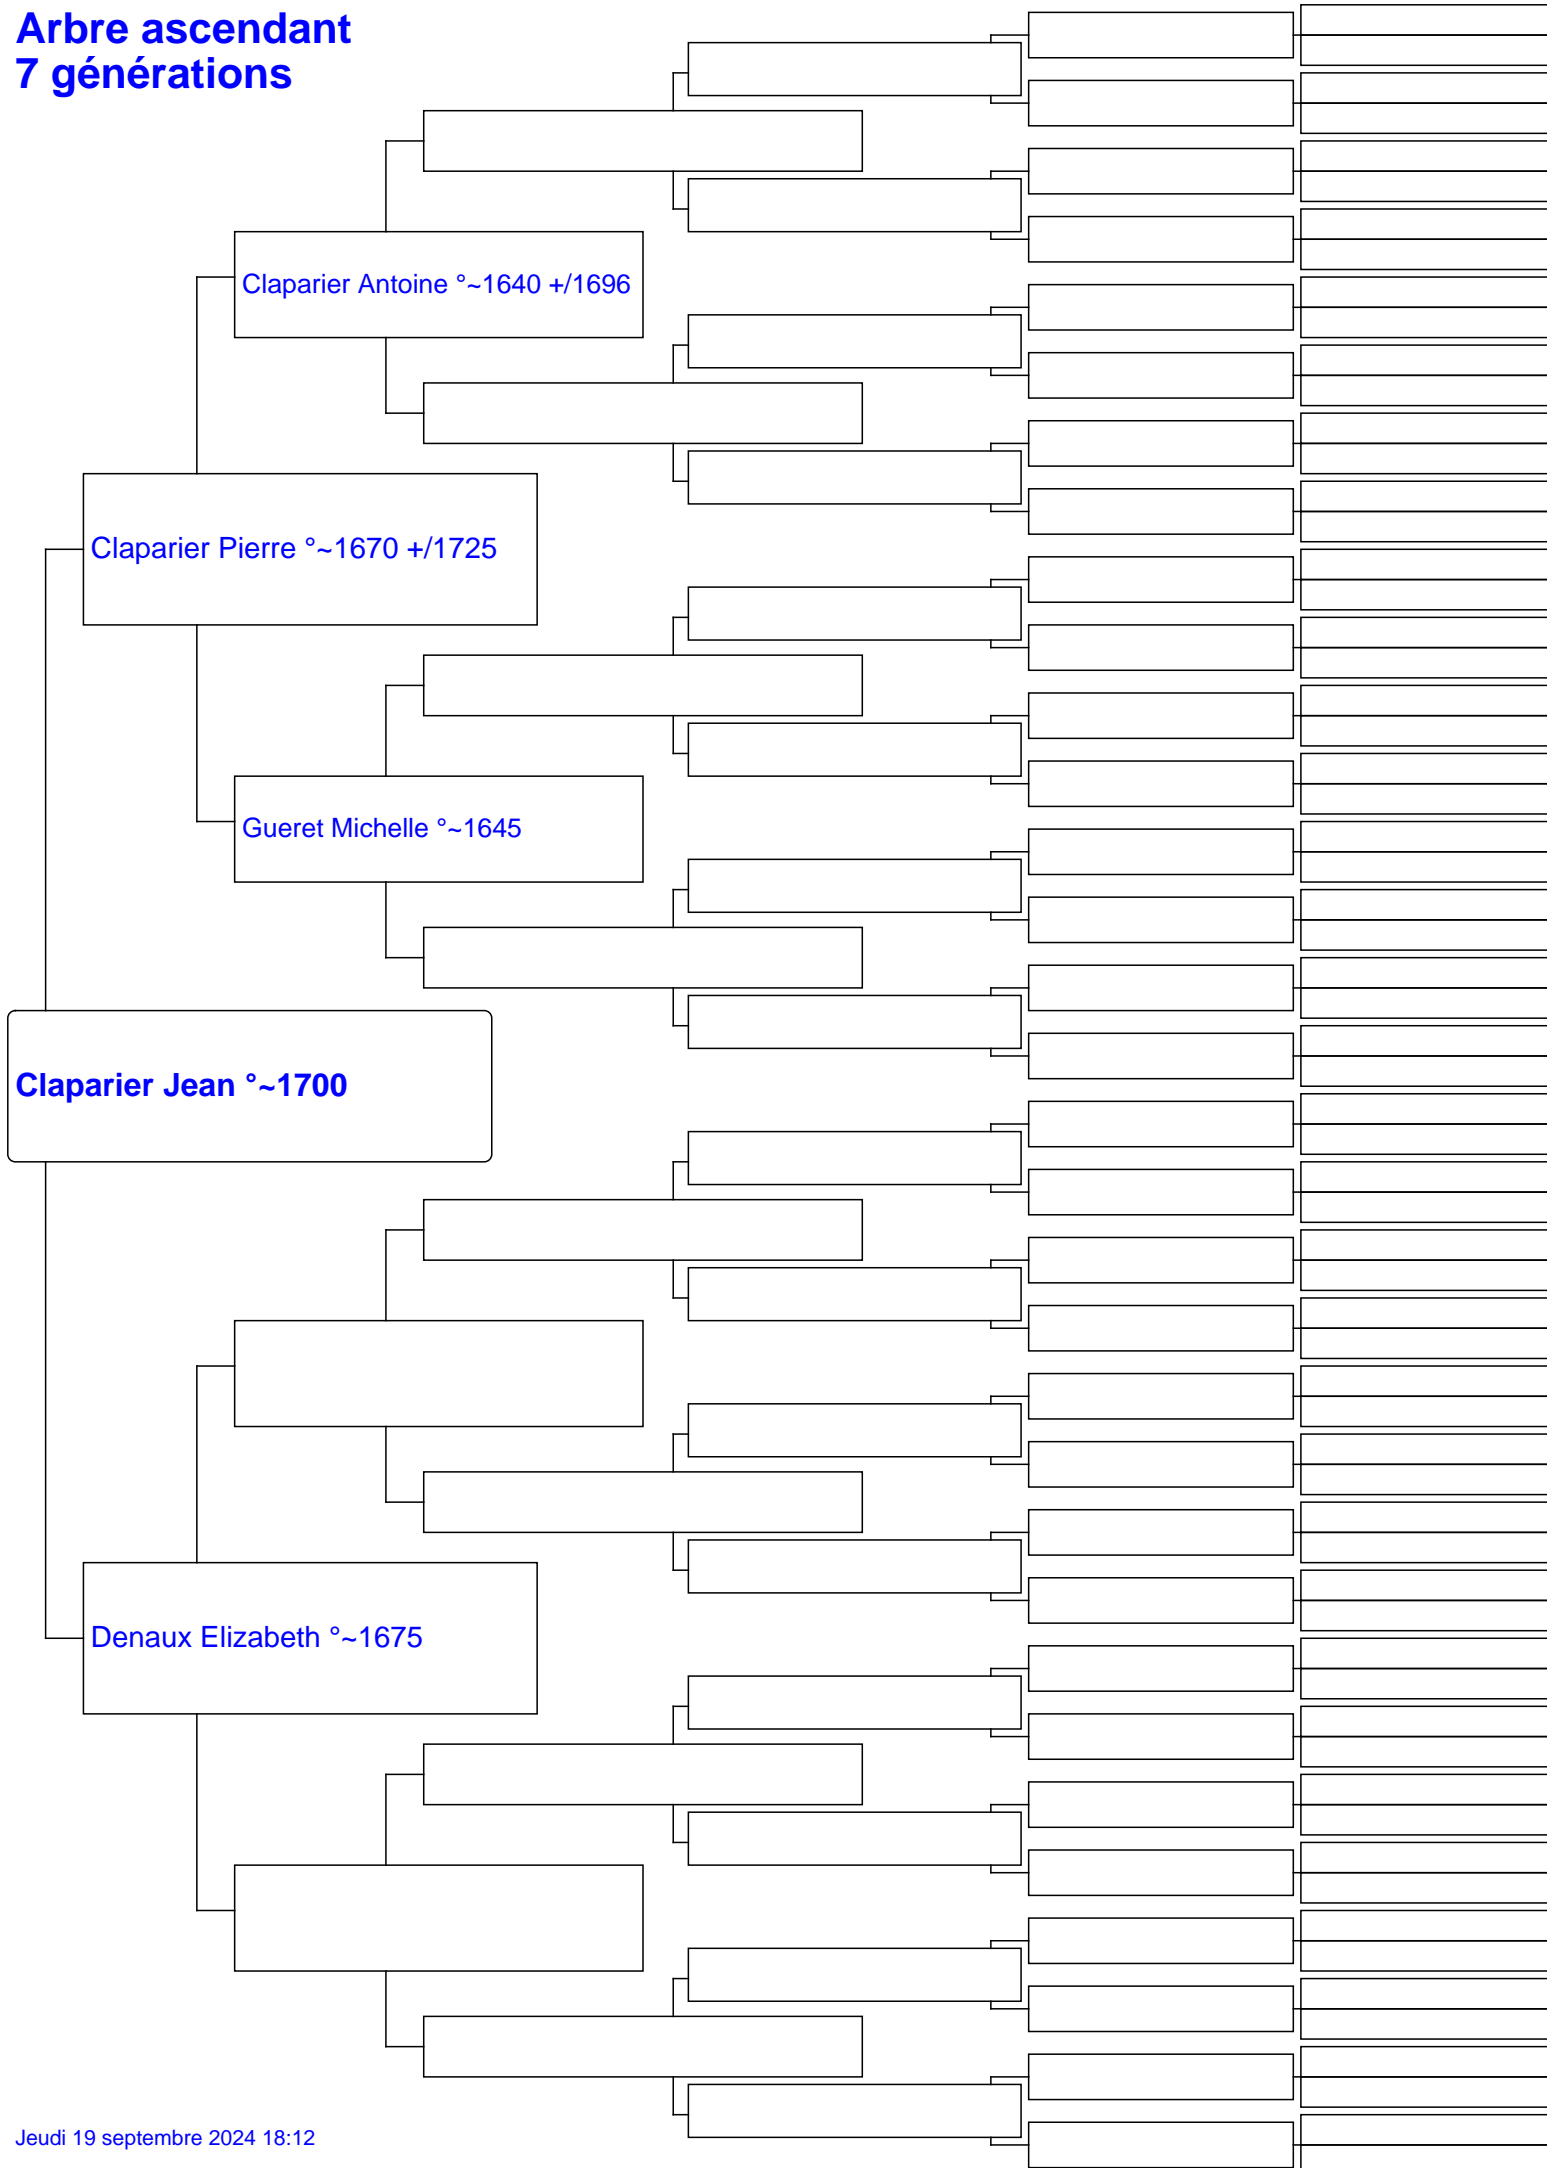 Arbre ascendant
7 générations
Claparier Antoine °~1640 +/1696
Claparier Pierre °~1670 +/1725
Gueret Michelle °~1645
Claparier Jean °~1700
Denaux Elizabeth °~1675
Jeudi 19 septembre 2024 18:12